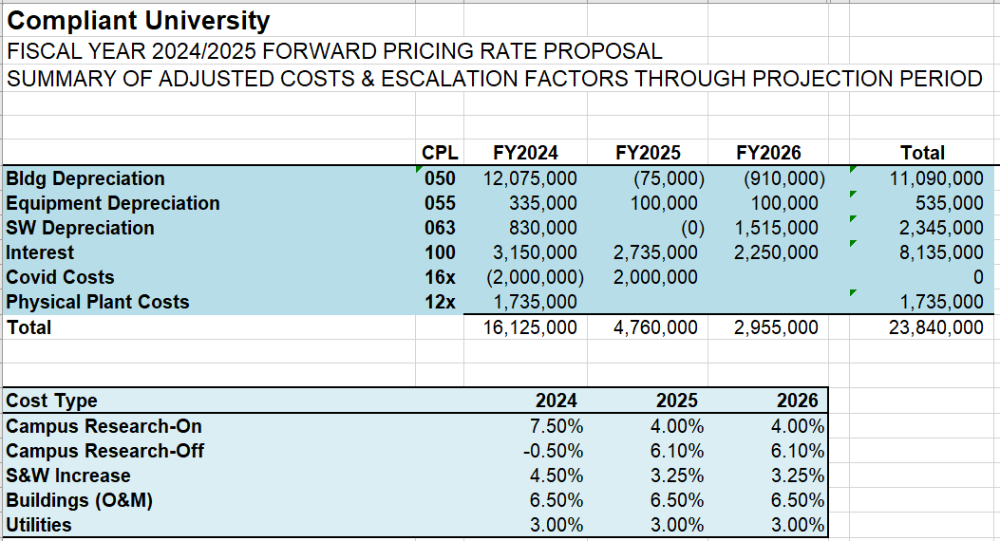 Compliant University
FISCAL YEAR 2024/2025 FORWARD PRICING RATE PROPOSAL
SUMMARY OF ADJUSTED COSTS & ESCALATION FACTORS THROUGH PROJECTION PERIOD
CPL FY2024 FY2025 FY2026 Total
Bldg Depreciation 050 12,075,000 (75,000) (910,000) 11,090,000
Equipment Depreciation 055 335,000 100,000 100,000 535,000
SW Depreciation 063 830,000 (0) 1,515,000 2,345,000
Interest 100 3,150,000 2,735,000 2,250,000 8,135,000
Covid Costs 16x (2,000,000) 2,000,000 0
Physical Plant Costs 12x 1,735,000 1,735,000
Total 16,125,000 4,760,000 2,955,000 23,840,000
Cost Type 2024 2025 2026
Campus Research-On 7.50% 4.00% 4.00%
Campus Research-Off -0.50% 6.10% 6.10%
S&W Increase 4.50% 3.25% 3.25%
Buildings (O&M) 6.50% 6.50% 6.50%
Utilities 3.00% 3.00% 3.00%